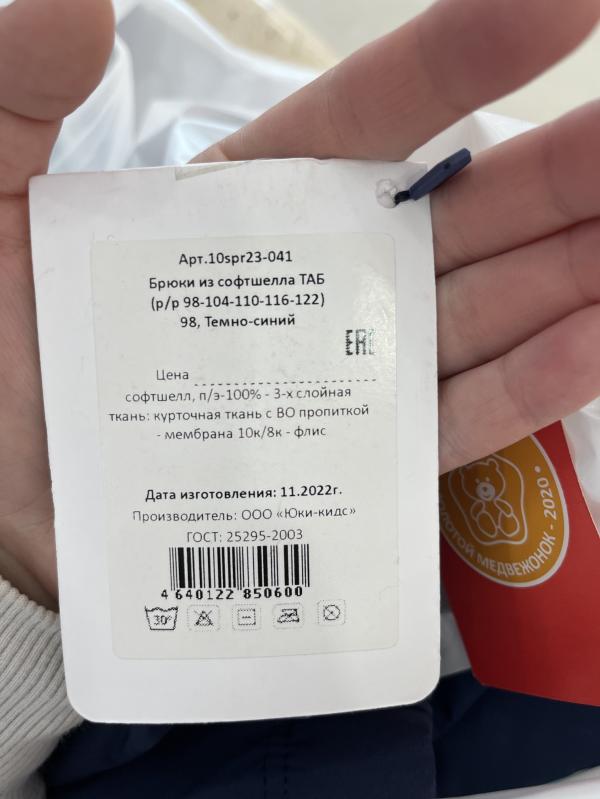 Арт.10spr23-041
Брюки из софтшелла ТАБ
(р/р 98-104-110-116-122)
98, Темно-синий
EAC
Цена
софтшелл, п/э-100% - 3-х слойная
ткань: курточная ткань с ВО пропиткой
- мембрана 10к/8к - флис
Дата изготовления: 11.2022г.
Производитель: ООО «Юки-кидс»
ГОСТ: 25295-2003
4 640122 850600
30°
МЕДВЕЖОНОК - 2020 •